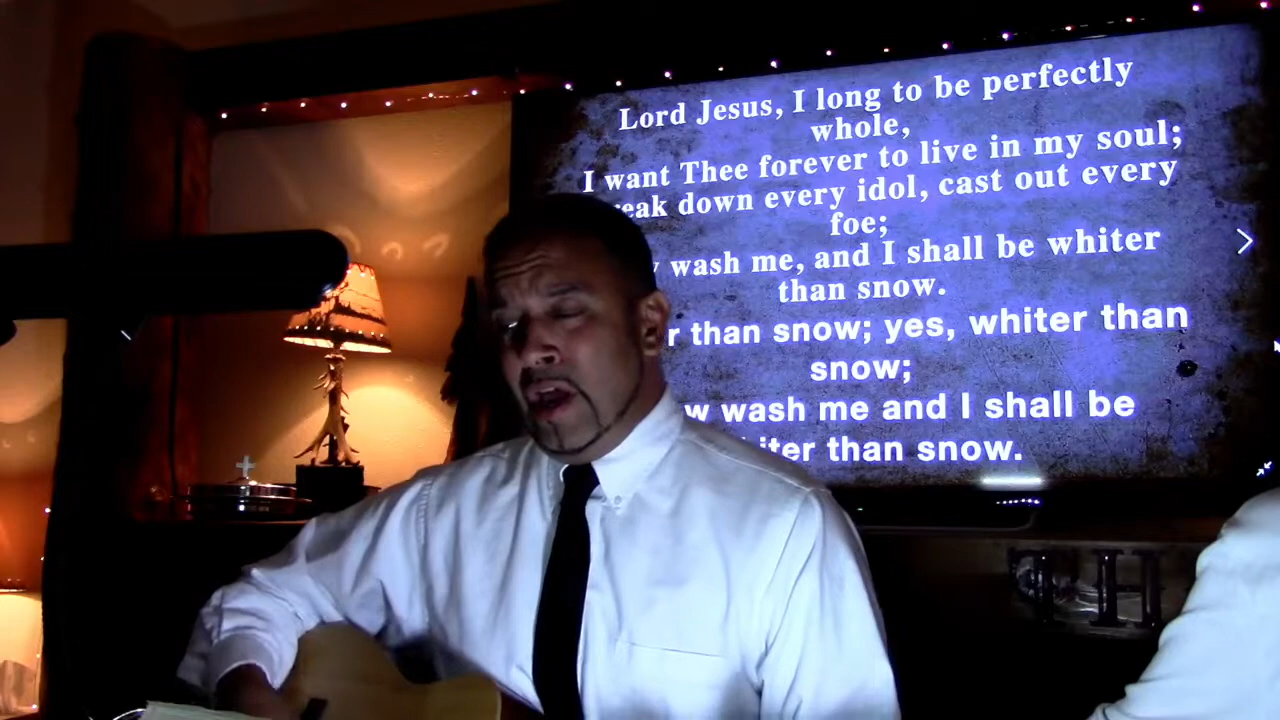 Lord Jesus, I long to be perfectly
whole,
I want Thee forever to live in my soul;
eak down every idol, cast out every
foe;
wash me, and I shall be whiter
than snow.
r than snow; yes, whiter than
snow;
w wash me and I shall be
iter than snow.
TH